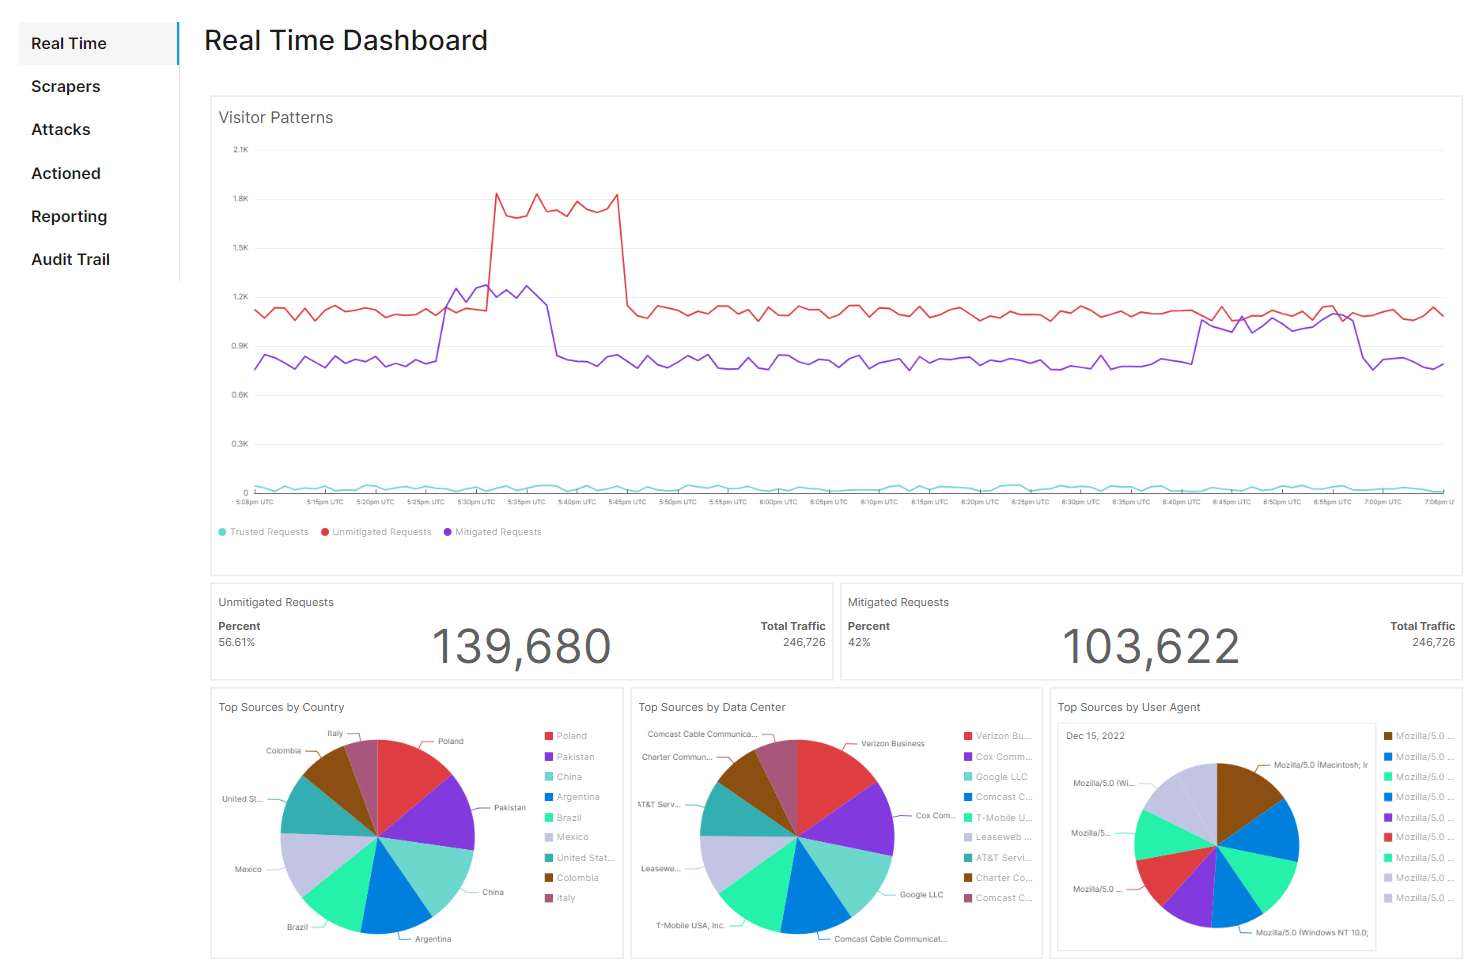 Real Time
Scrapers
Attacks
Actioned
Reporting
Audit Trail
Real Time Dashboard
Visitor Patterns
2.1K
1.8K
1.5K
1.2K
0.9K
0.6K
0.3K
0
5:08pm UTC 5:15pm UTC 5:20pm UTC 5:25pm UTC 5:30pm UTC 5:35pm UTC 5:40pm UTC 5:45pm UTC 5:50pm UTC 5:55pm UTC 6:00pm UTC 6:05pm UTC 6:10pm UTC 6:15pm UTC 6:20pm UTC 6:25pm UTC 6:30pm UTC 6:35pm UTC 6:40pm UTC 6:45pm UTC 6:50pm UTC 6:55pm UTC 7:00pm UTC 7:06pm U
Trusted Requests Unmitigated Requests Mitigated Requests
Unmitigated Requests
Percent
56.61%
139,680
Total Traffic
246,726
Mitigated Requests
Percent
42%
103,622
Total Traffic
246,726
Top Sources by Country
Italy
Poland
Colombia
United St...
Pakistan
Mexico
China
Brazil
Argentina
Poland
Pakistan
China
Argentina
Brazil
Mexico
United Stat...
Colombia
Italy
Top Sources by Data Center
Comcast Cable Communica...
Verizon Business
Charter Commun...
AT&T Serv...
Cox Com...
Leasewe...
Google LLC
T-Mobile USA, Inc.
Comcast Cable Communicat...
Verizon Bu...
Cox Comm...
Google LLC
Comcast C...
T-Mobile U...
Leaseweb ...
AT&T Servi...
Charter Co...
Comcast C...
Top Sources by User Agent
Dec 15, 2022
Mozilla/5.0 (Macintosh; Ir
Mozilla/5.0 (Wi...
Mozilla/5...
Mozilla/5.0 ...
Mozilla/5.0 (Windows NT 10.0;
Mozilla/5.0 ...
Mozilla/5.0 ...
Mozilla/5.0 ...
Mozilla/5.0 ...
Mozilla/5.0 ...
Mozilla/5.0 ...
Mozilla/5.0 ...
Mozilla/5.0 ...
Mozilla/5.0 ...